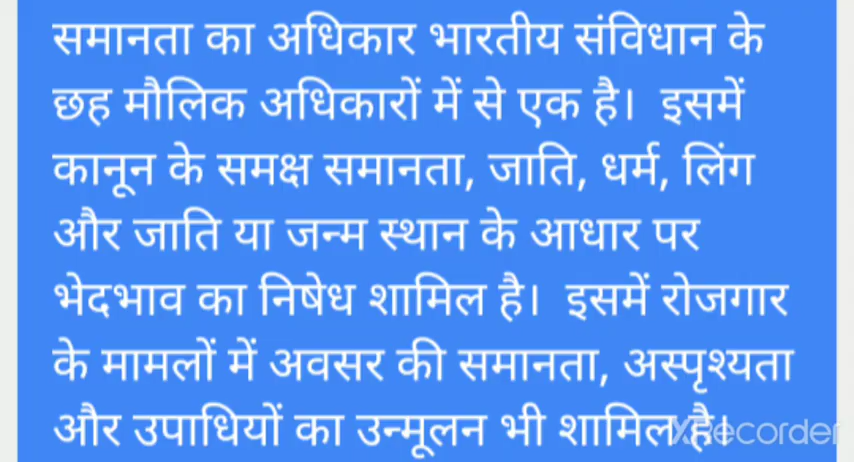 समानता का अधिकार भारतीय संविधान के
छह मौलिक अधिकारों में से एक है। इसमें
कानून के समक्ष समानता, जाति, धर्म, लिंग
और जाति या जन्म स्थान के आधार पर
भेदभाव का निषेध शामिल है। इसमें रोजगार
के मामलों में अवसर की समानता, अस्पृश्यता
और उपाधियों का उन्मूलन भी शामिल है।
XRecorder